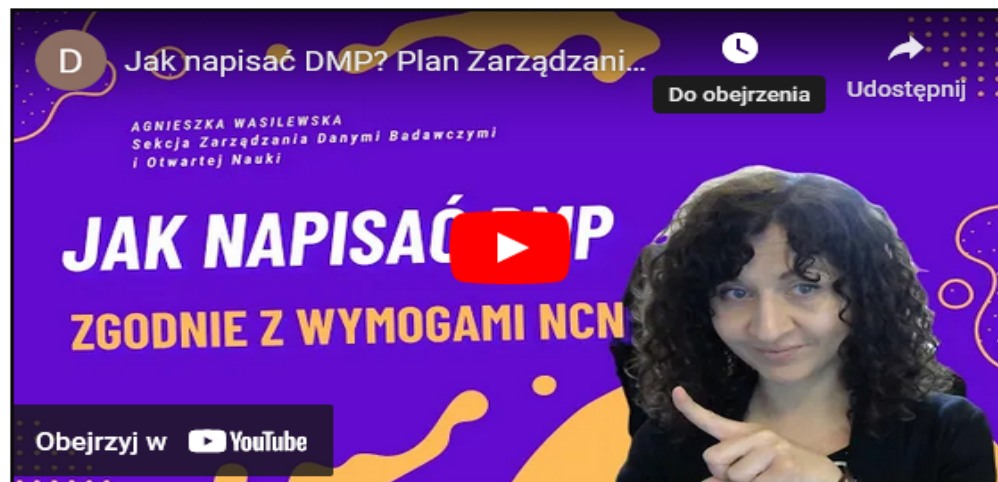 D
Jak napisać DMP? Plan Zarządzani...
Do obejrzenia
Udostępnij
AGNIESZKA WASILEWSKA
Sekcja Zarządzania Danymi Badawczymi
i Otwartej Nauki
JAK NAPISAĆ DMP
ZGODNIE Z WYMOGAMI NCN
Obejrzyj w YouTube